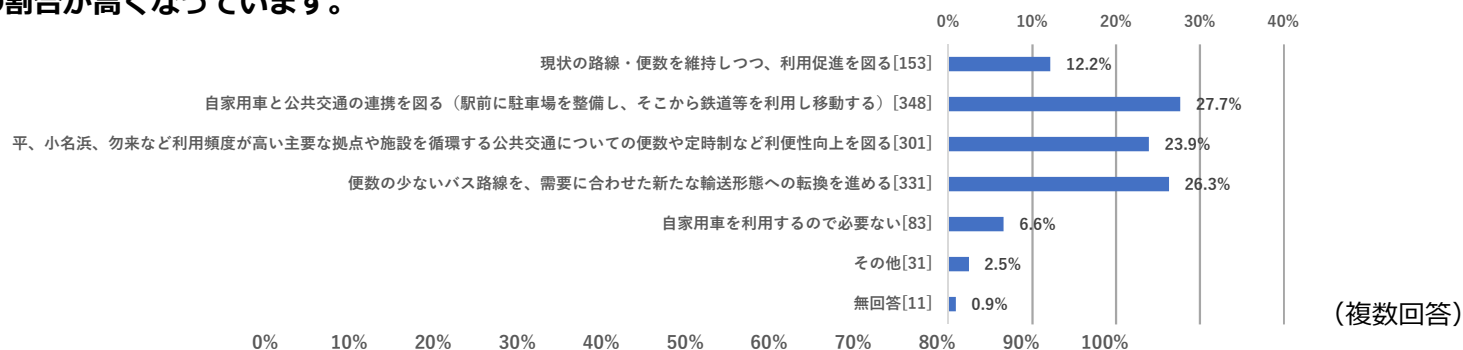 の割合が高くなっています。
0% 10% 20% 30% 40%
現状の路線・便数を維持しつつ、利用促進を図る[153] 12.2%
自家用車と公共交通の連携を図る（駅前に駐車場を整備し、そこから鉄道等を利用し移動する）[348] 27.7%
平、小名浜、勿来など利用頻度が高い主要な拠点や施設を循環する公共交通についての便数や定時制など利便性向上を図る[301] 23.9%
便数の少ないバス路線を、需要に合わせた新たな輸送形態への転換を進める[331] 26.3%
自家用車を利用するので必要ない[83] 6.6%
その他[31] 2.5%
無回答[11] 0.9%
（複数回答）
0% 10% 20% 30% 40% 50% 60% 70% 80% 90% 100%